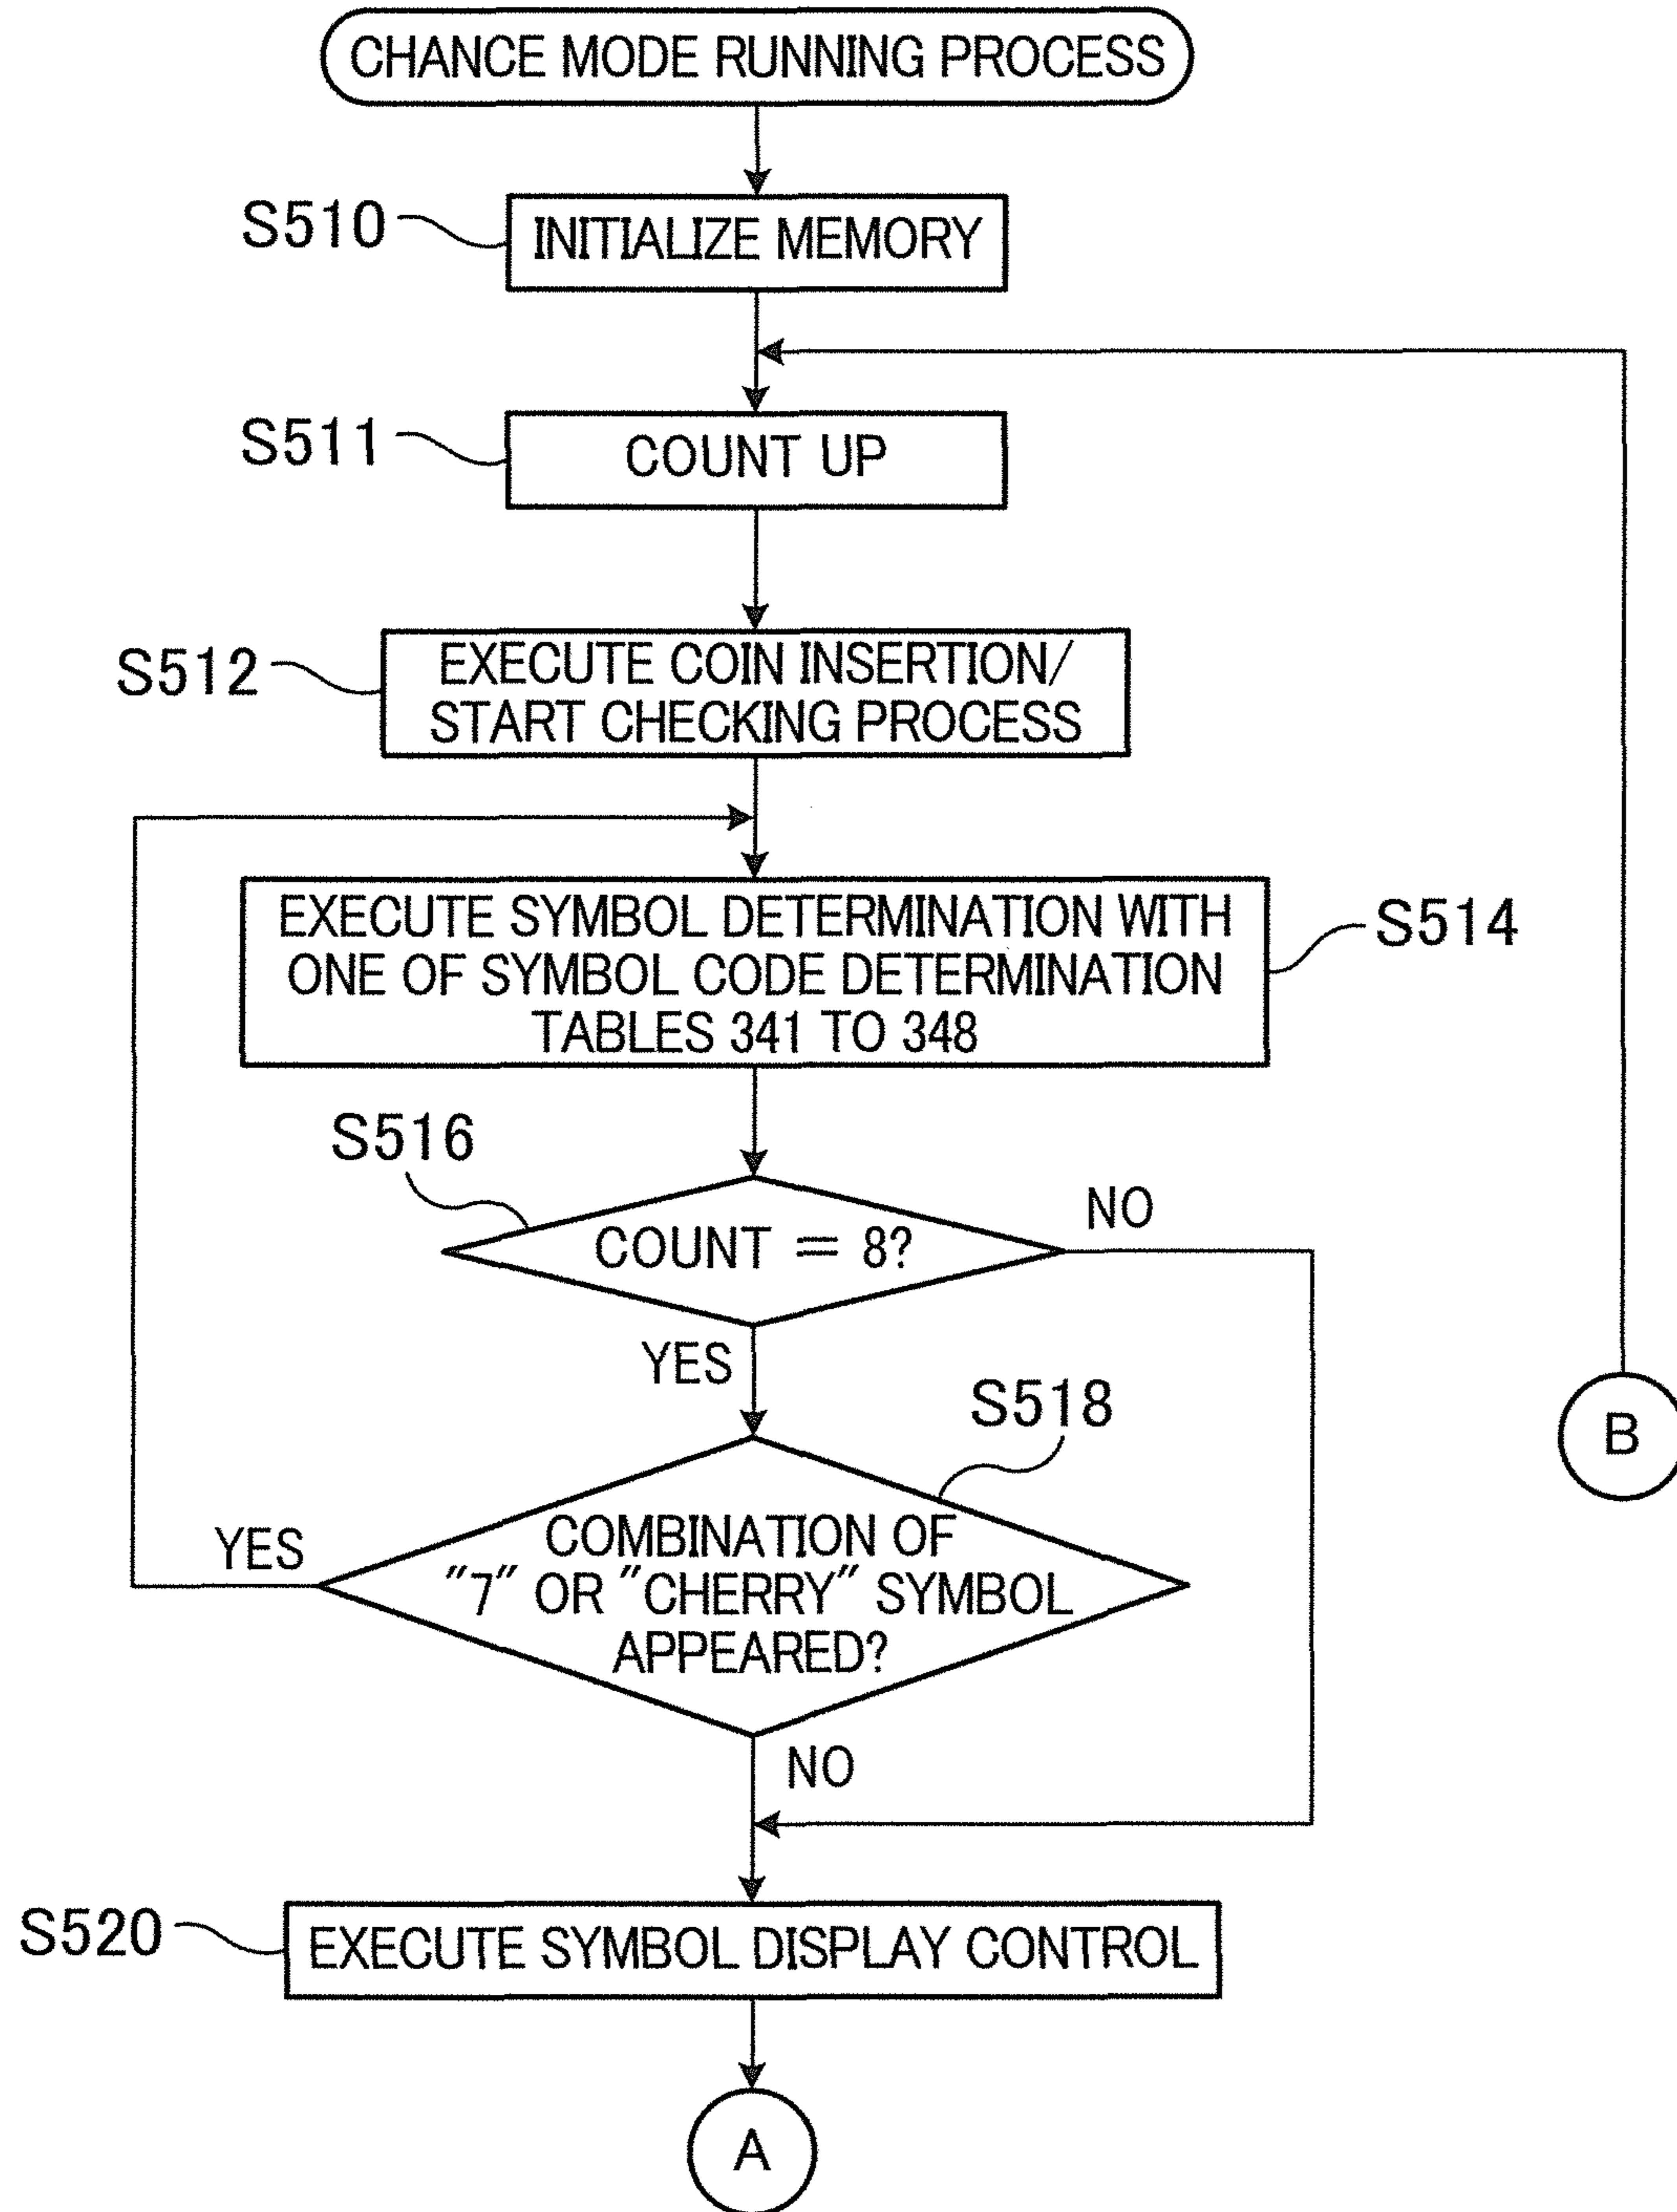 CHANCE MODE RUNNING PROCESS
S510
INITIALIZE MEMORY
S511
COUNT UP
S512
EXECUTE COIN INSERTION/
START CHECKING PROCESS
EXECUTE SYMBOL DETERMINATION WITH
ONE OF SYMBOL CODE DETERMINATION
TABLES 341 TO 348
S514
S516
COUNT = 8?
NO
YES
S518
B
COMBINATION OF
"7" OR "CHERRY" SYMBOL
APPEARED?
YES
NO
S520
EXECUTE SYMBOL DISPLAY CONTROL
A